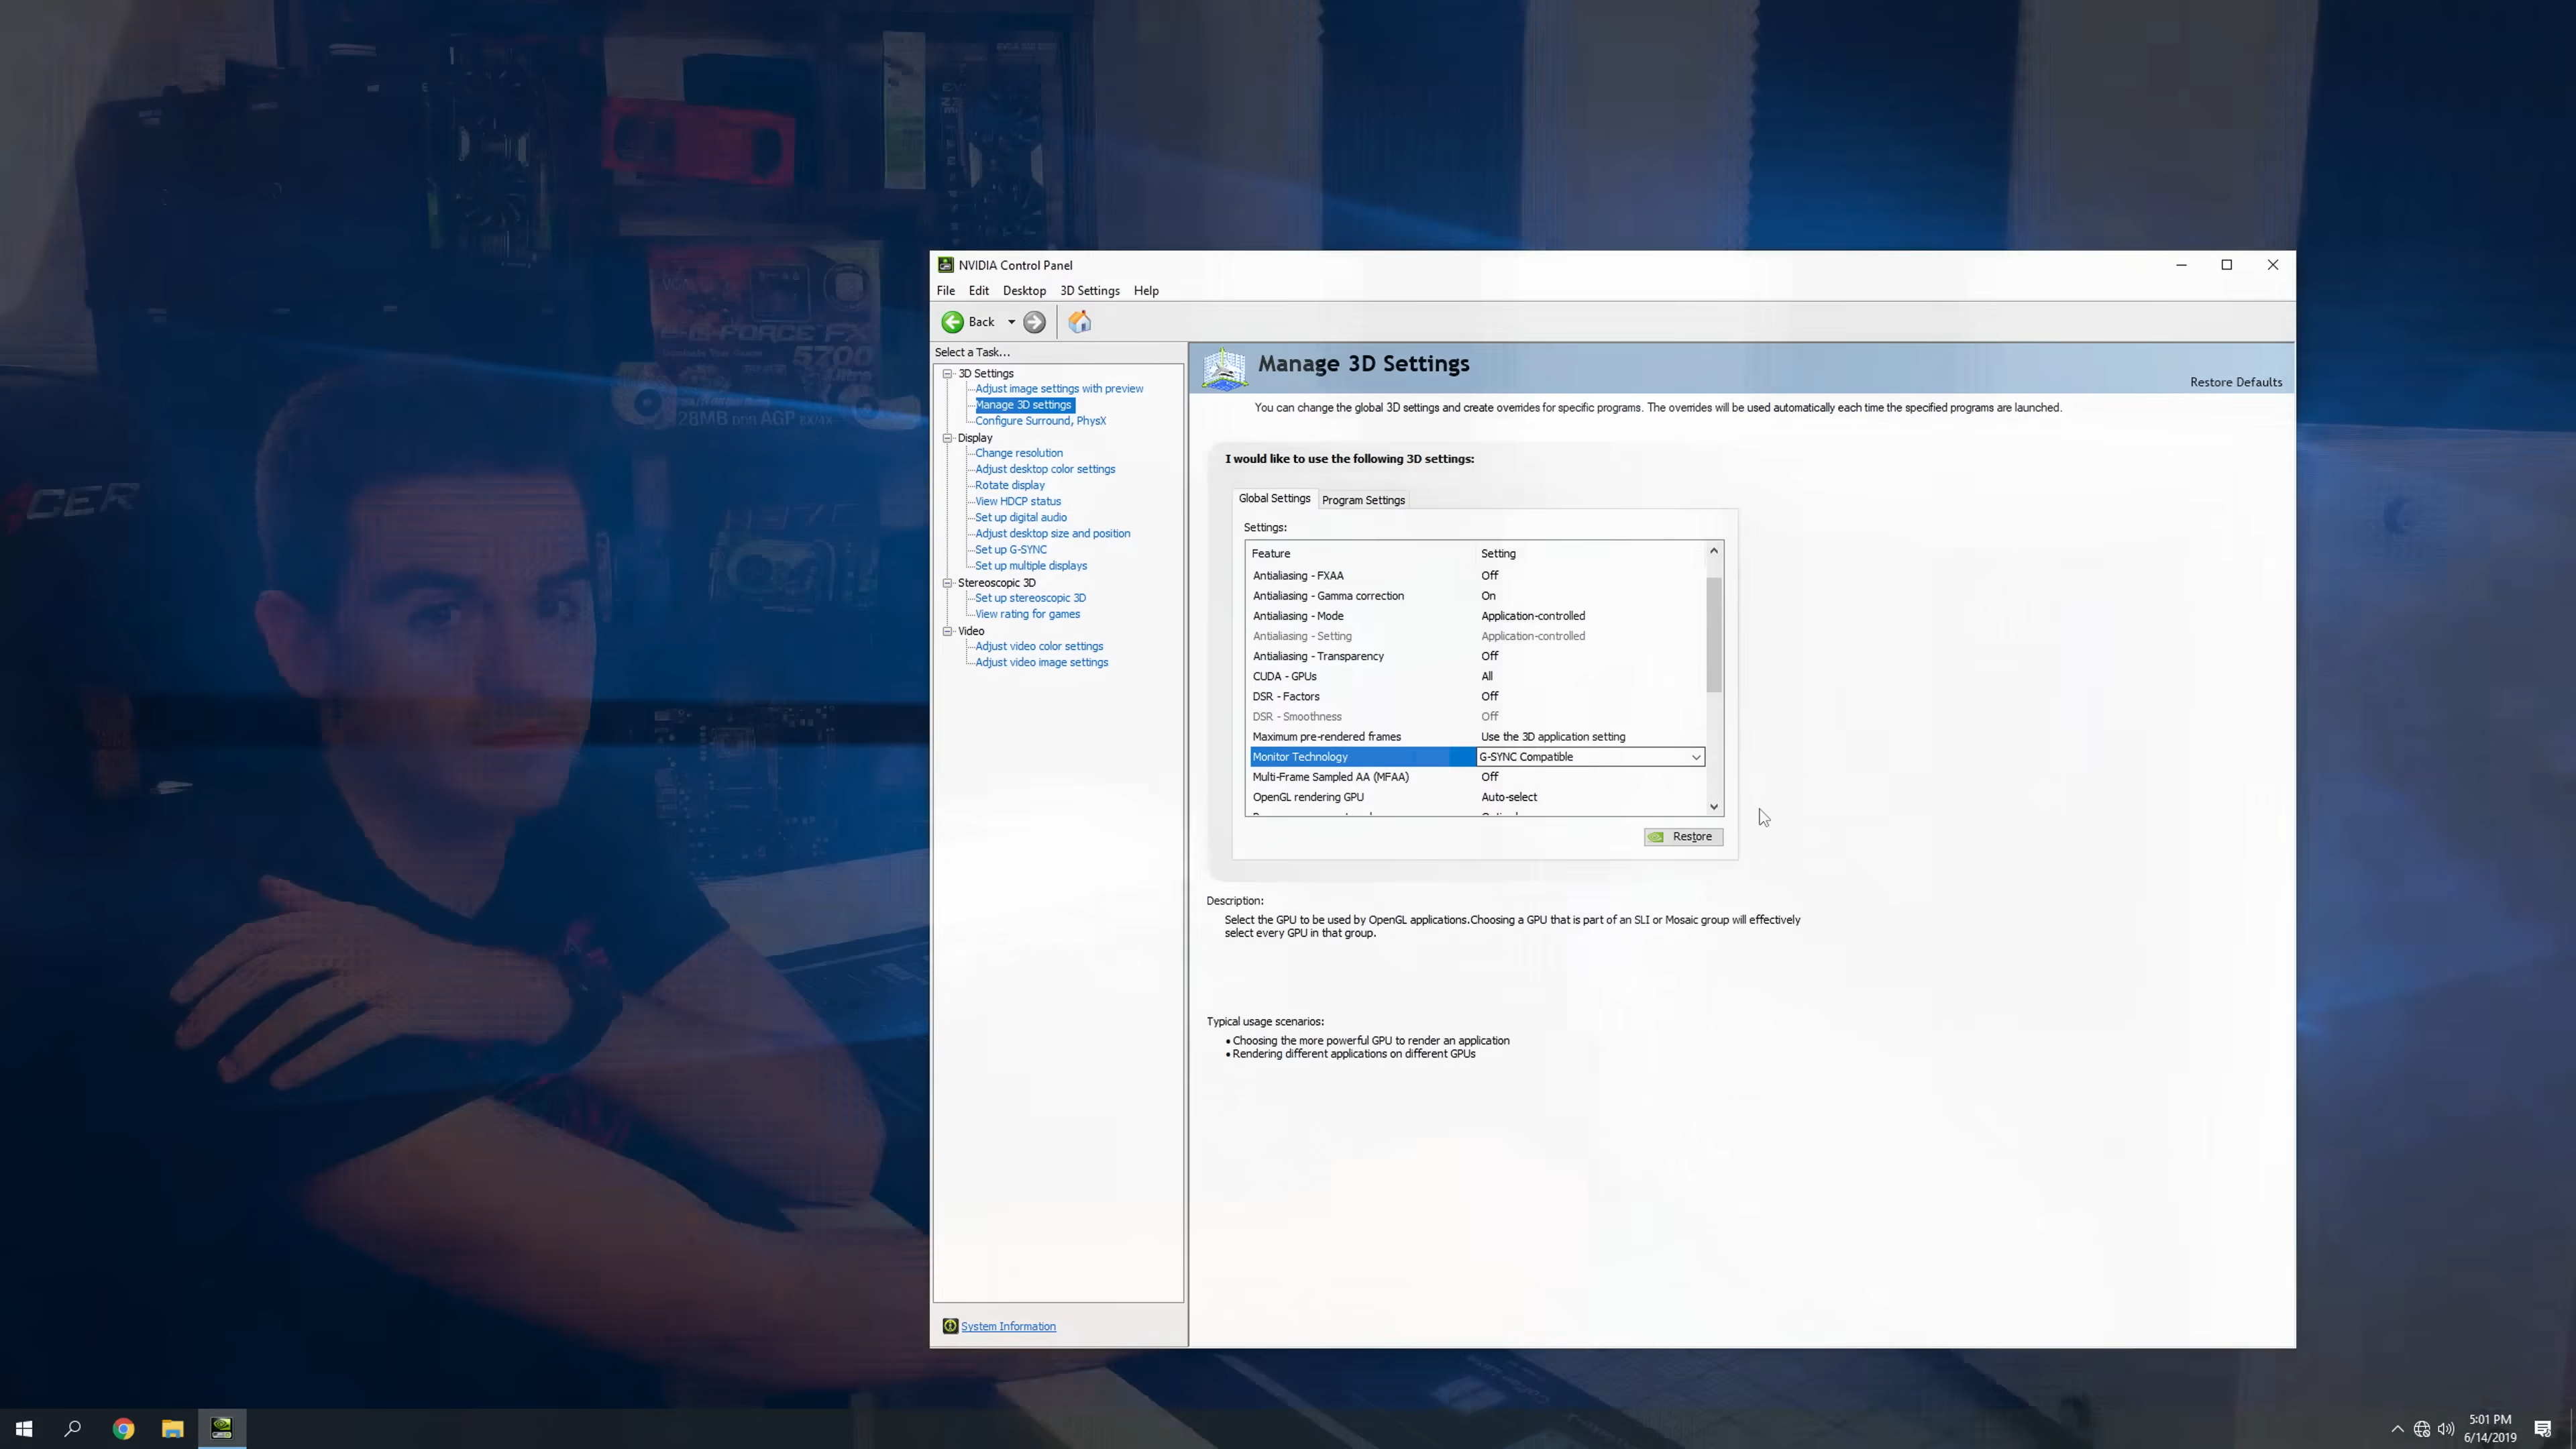 NVIDIA Control Panel
File Edit Desktop 3D Settings Help
Back
Select a Task...
3D Settings
Adjust image settings with preview
Manage 3D settings
Configure Surround, PhysX
Display
Change resolution
Adjust desktop color settings
Rotate display
View HDCP status
Set up digital audio
Adjust desktop size and position
Set up G-SYNC
Set up multiple displays
Stereoscopic 3D
Set up stereoscopic 3D
View rating for games
Video
Adjust video color settings
Adjust video image settings
System Information
Manage 3D Settings
Restore Defaults
You can change the global 3D settings and create overrides for specific programs. The overrides will be used automatically each time the specified programs are launched.
I would like to use the following 3D settings:
Global Settings Program Settings
Settings:
Feature Setting
Antialiasing - FXAA Off
Antialiasing - Gamma correction On
Antialiasing - Mode Application-controlled
Antialiasing - Setting Application-controlled
Antialiasing - Transparency Off
CUDA - GPUs All
DSR - Factors Off
DSR - Smoothness Off
Maximum pre-rendered frames Use the 3D application setting
Monitor Technology G-SYNC Compatible
Multi-Frame Sampled AA (MFAA) Off
OpenGL rendering GPU Auto-select
Restore
Description:
Select the GPU to be used by OpenGL applications.Choosing a GPU that is part of an SLI or Mosaic group will effectively
select every GPU in that group.
Typical usage scenarios:
• Choosing the more powerful GPU to render an application
• Rendering different applications on different GPUs
FORCE FX
5700
28MB DDR AGP 8X/4X
CER
5:01 PM
6/14/2019